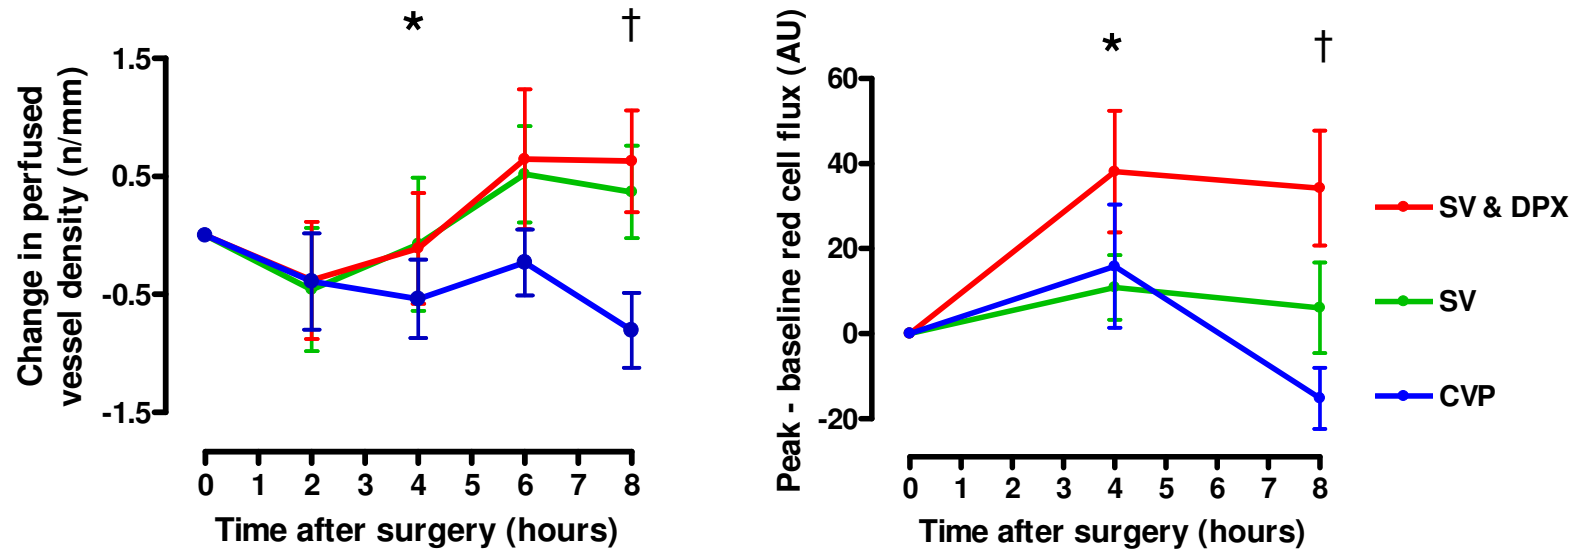 *
†
Change in perfused
vessel density (n/mm)
1.5
0.5
-0.5
-1.5
0 1 2 3 4 5 6 7 8
Time after surgery (hours)
*
†
Peak - baseline red cell flux (AU)
60
40
20
0
-20
0 1 2 3 4 5 6 7 8
Time after surgery (hours)
SV & DPX
SV
CVP